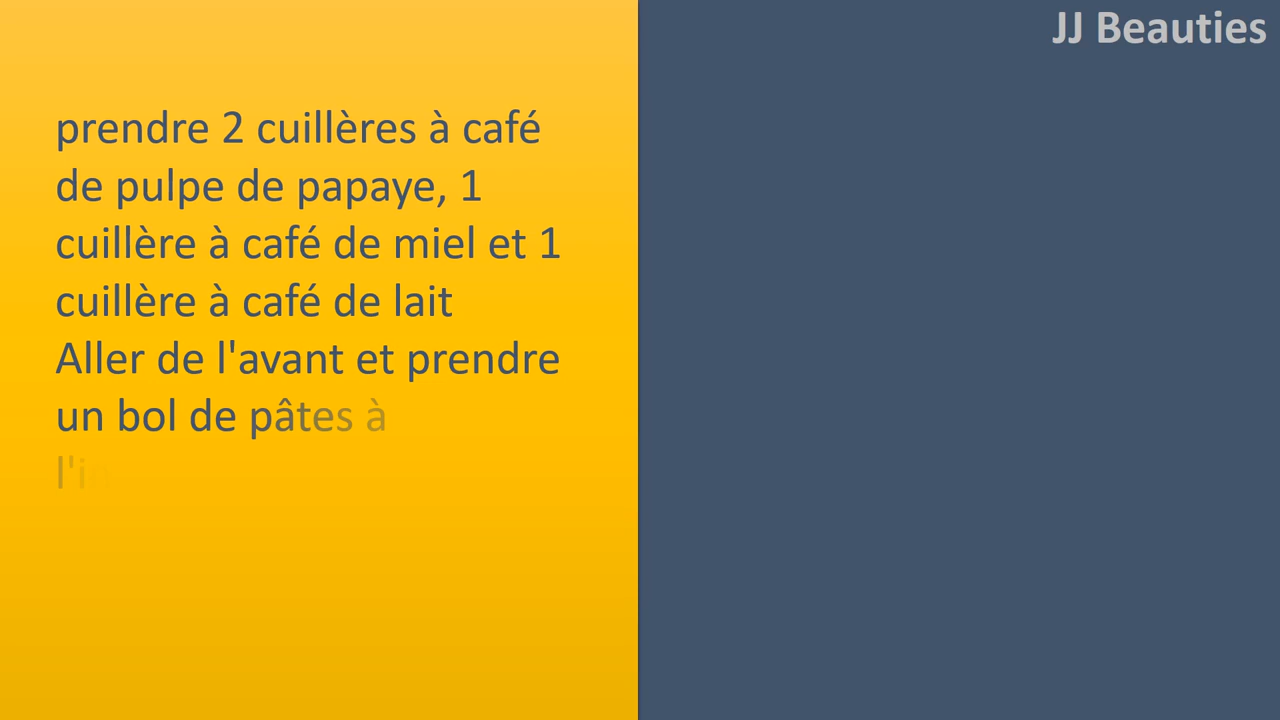 JJ Beauties
prendre 2 cuillères à café
de pulpe de papaye, 1
cuillère à café de miel et 1
cuillère à café de lait
Aller de l'avant et prendre
un bol de pâtes à